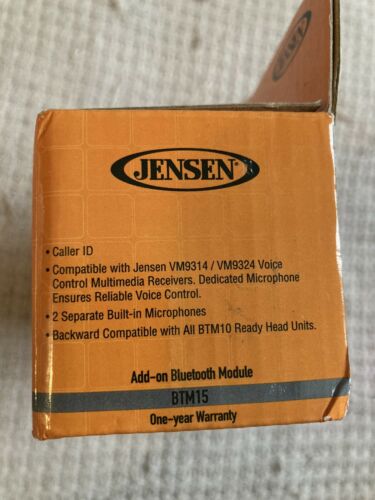 JENSEN
• Caller ID
• Compatible with Jensen VM9314 / VM9324 Voice
Control Multimedia Receivers. Dedicated Microphone
Ensures Reliable Voice Control.
• 2 Separate Built-in Microphones
• Backward Compatible with All BTM10 Ready Head Units.
Add-on Bluetooth Module
BTM15
One-year Warranty